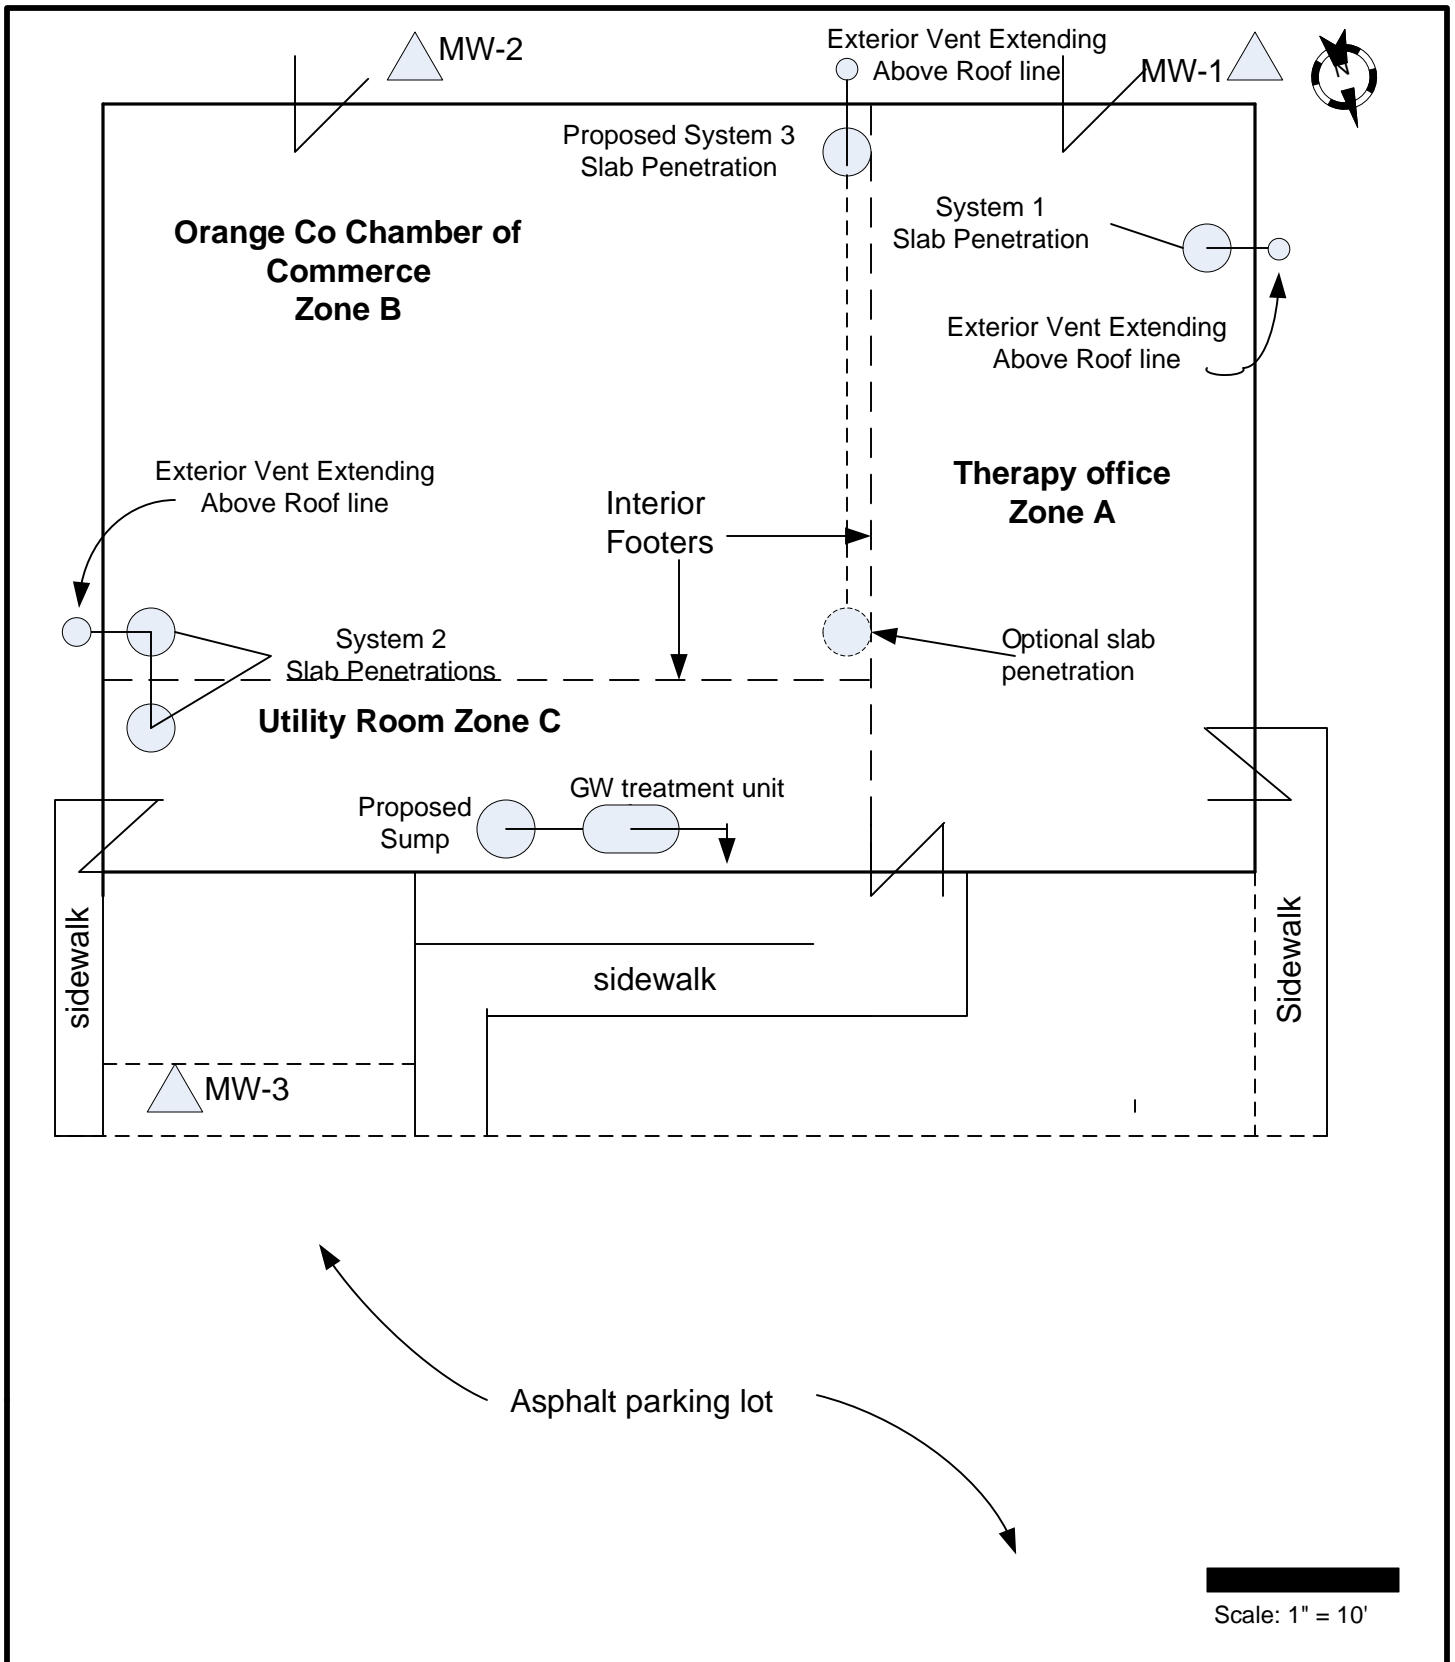 MW-2
Exterior Vent Extending
Above Roof line
MW-1
N
Proposed System 3
Slab Penetration
System 1
Slab Penetration
Orange Co Chamber of
Commerce
Zone B
Exterior Vent Extending
Above Roof line
Exterior Vent Extending
Above Roof line
Interior
Footers
Therapy office
Zone A
System 2
Slab Penetrations
Optional slab
penetration
Utility Room Zone C
GW treatment unit
Proposed
Sump
sidewalk
sidewalk
Sidewalk
MW-3
Asphalt parking lot
Scale: 1" = 10'